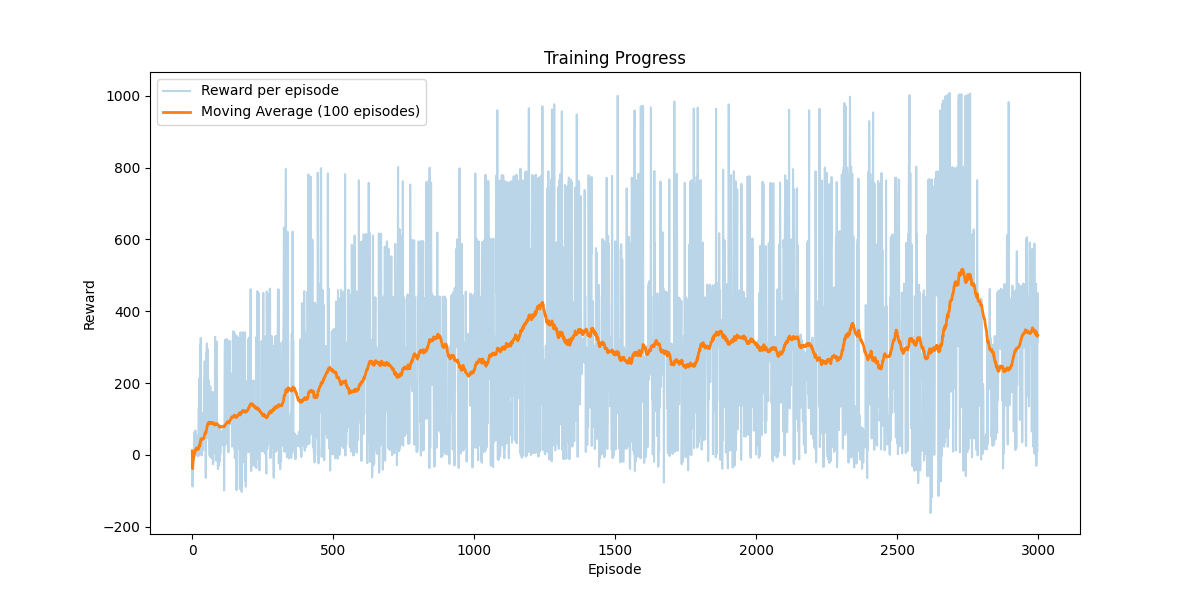 Training Progress
Reward per episode
Moving Average (100 episodes)
1000
800
600
400
200
0
−200
Reward
0 500 1000 1500 2000 2500 3000
Episode